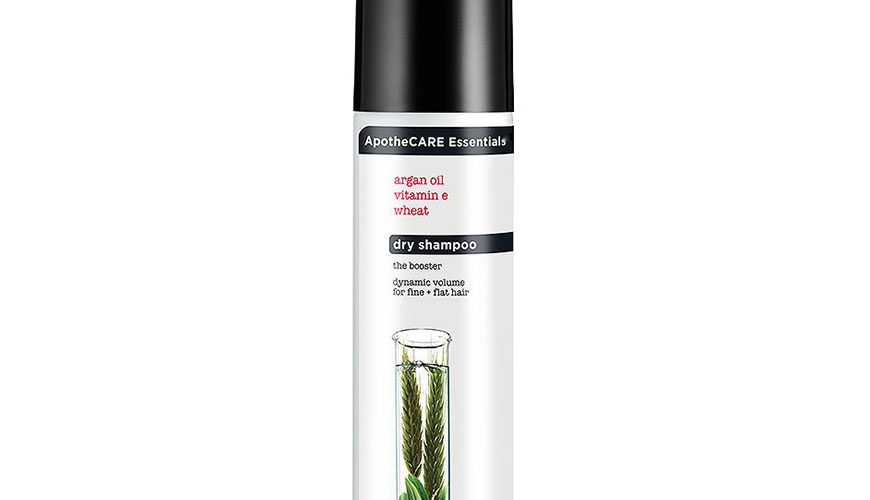 ApotheCARE Essentials
argan oil
vitamin e
wheat
dry shampoo
the booster
dynamic volume
for fine + flat hair